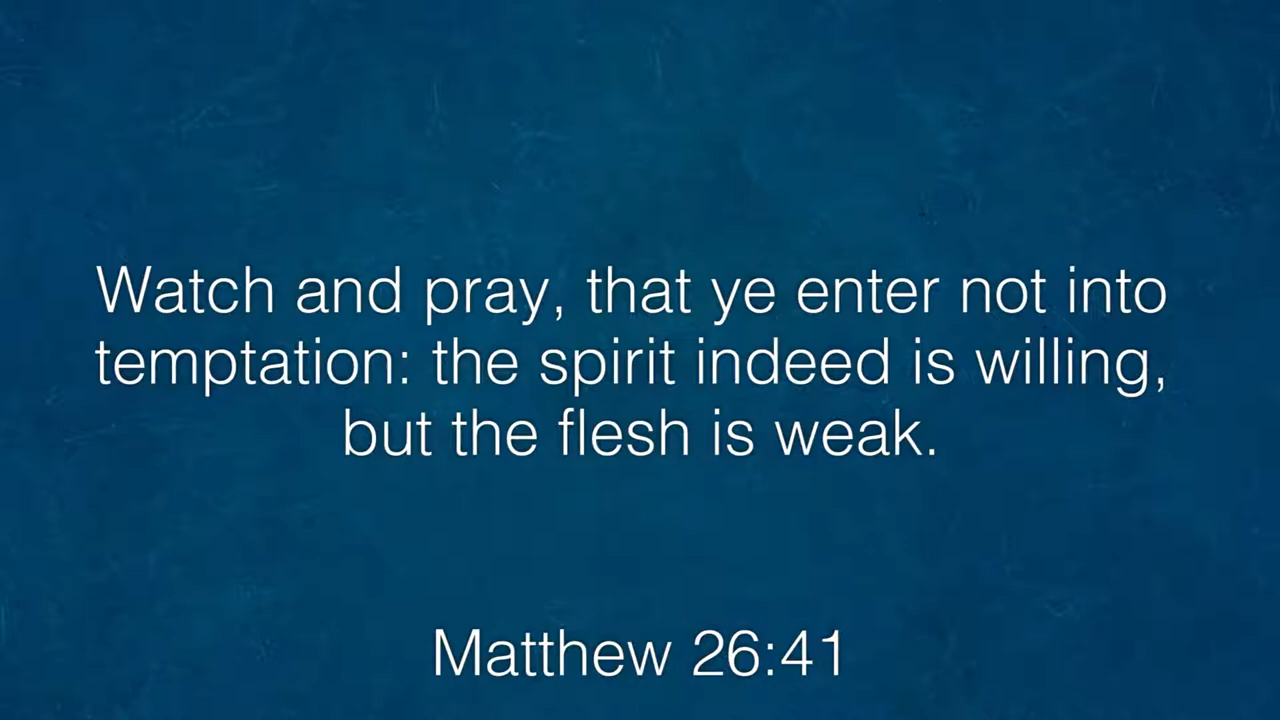 Watch and pray, that ye enter not into
temptation: the spirit indeed is willing,
but the flesh is weak.
Matthew 26:41